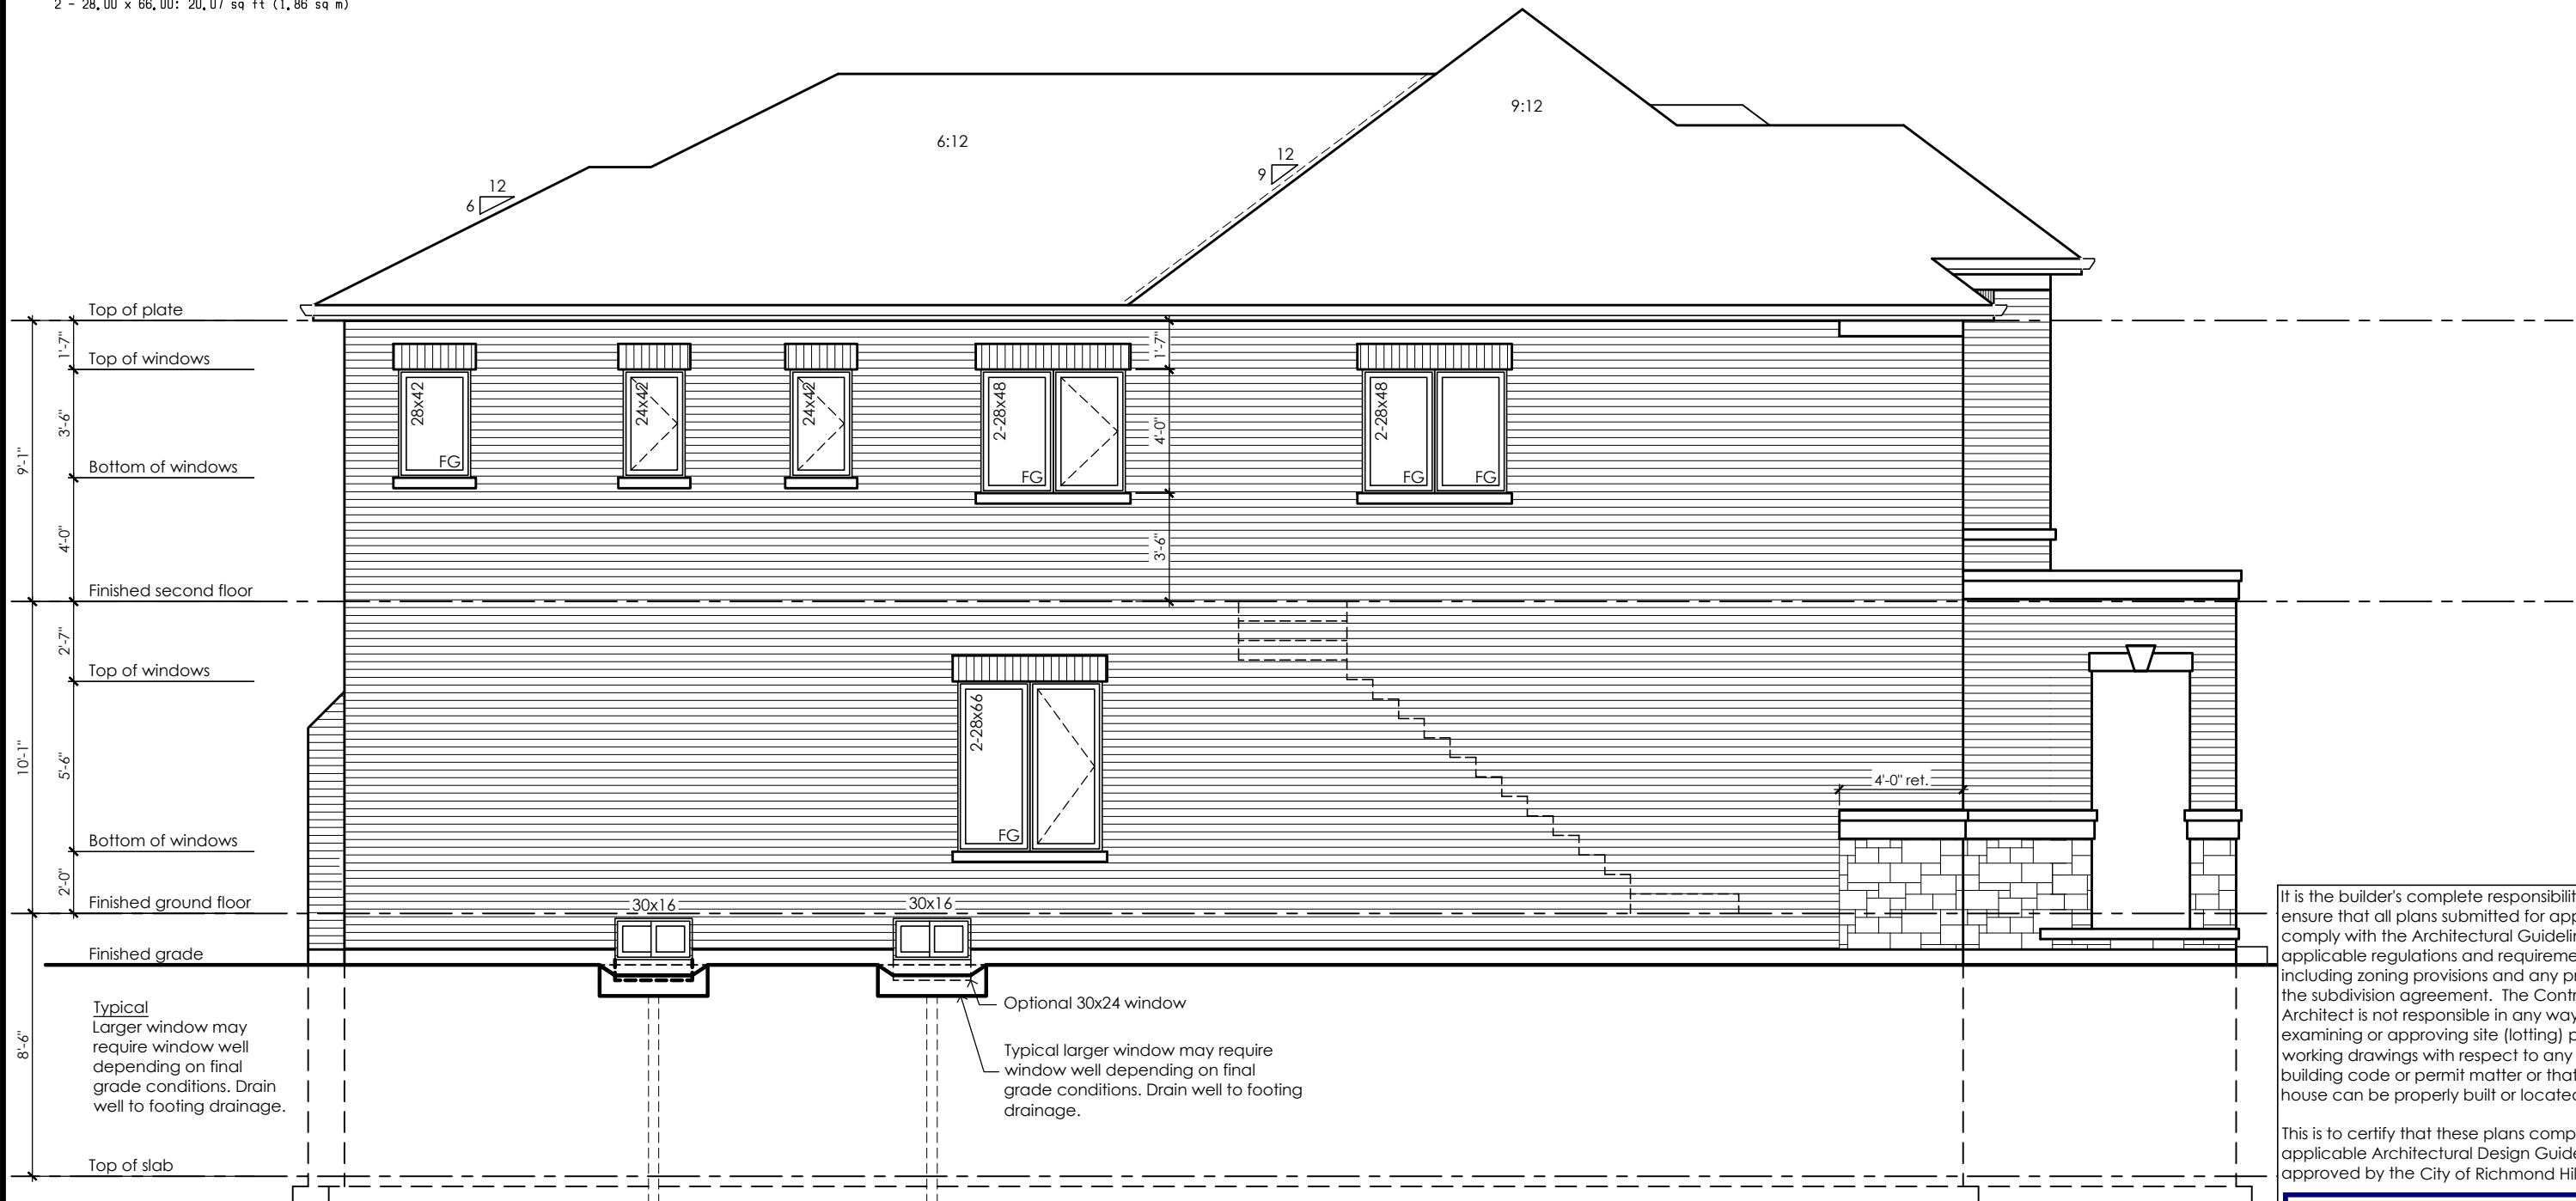 2 - 28.00 x 66.00: 20.07 sq ft (1.86 sq m)
9:12
6:12
12
9
12
6
Top of plate
1'-7"
1'-7"
Top of windows
28x42
24x42
24x42
2-28x48
2-28x48
3'-6"
4'-0"
9'-1"
FG
FG
FG
FG
Bottom of windows
4'-0"
3'-6"
Finished second floor
2'-7"
Top of windows
2-28x66
10'-1"
5'-6"
4'-0" ret.
FG
Bottom of windows
2'-0"
Finished ground floor
30x16
30x16
Finished grade
Optional 30x24 window
8'-6"
Typical
Larger window may
require window well
depending on final
grade conditions. Drain
well to footing drainage.
Typical larger window may require
window well depending on final
grade conditions. Drain well to footing
drainage.
Top of slab
It is the builder's complete responsibilit
ensure that all plans submitted for app
comply with the Architectural Guidelin
applicable regulations and requireme
including zoning provisions and any pr
the subdivision agreement. The Contr
Architect is not responsible in any way
examining or approving site (lotting) p
working drawings with respect to any
building code or permit matter or that
house can be properly built or located
This is to certify that these plans comp
applicable Architectural Design Guide
approved by the City of Richmond Hil